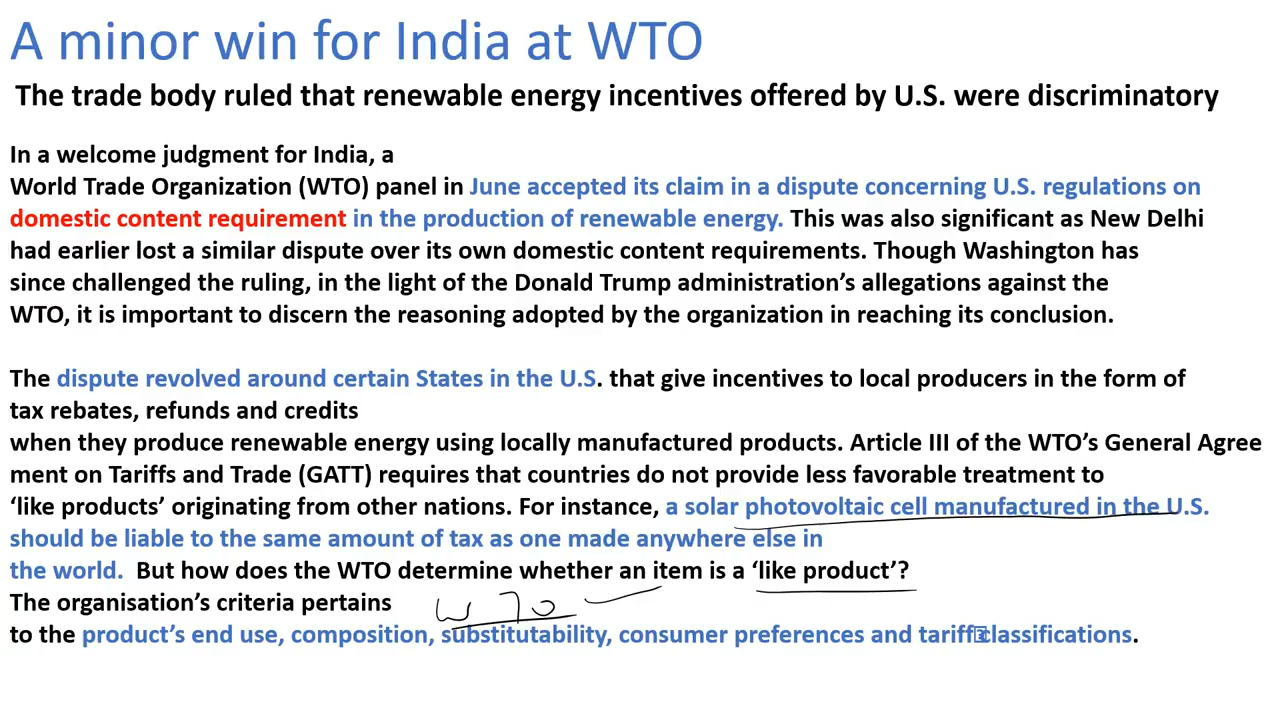 A minor win for India at WTO
The trade body ruled that renewable energy incentives offered by U.S. were discriminatory
In a welcome judgment for India, a
World Trade Organization (WTO) panel in June accepted its claim in a dispute concerning U.S. regulations on
domestic content requirement in the production of renewable energy. This was also significant as New Delhi
had earlier lost a similar dispute over its own domestic content requirements. Though Washington has
since challenged the ruling, in the light of the Donald Trump administration’s allegations against the
WTO, it is important to discern the reasoning adopted by the organization in reaching its conclusion.
The dispute revolved around certain States in the U.S. that give incentives to local producers in the form of
tax rebates, refunds and credits
when they produce renewable energy using locally manufactured products. Article III of the WTO’s General Agree
ment on Tariffs and Trade (GATT) requires that countries do not provide less favorable treatment to
‘like products’ originating from other nations. For instance, a solar photovoltaic cell manufactured in the U.S.
should be liable to the same amount of tax as one made anywhere else in
the world. But how does the WTO determine whether an item is a ‘like product’?
The organisation’s criteria pertains
WTO
to the product’s end use, composition, substitutability, consumer preferences and tariff classifications.